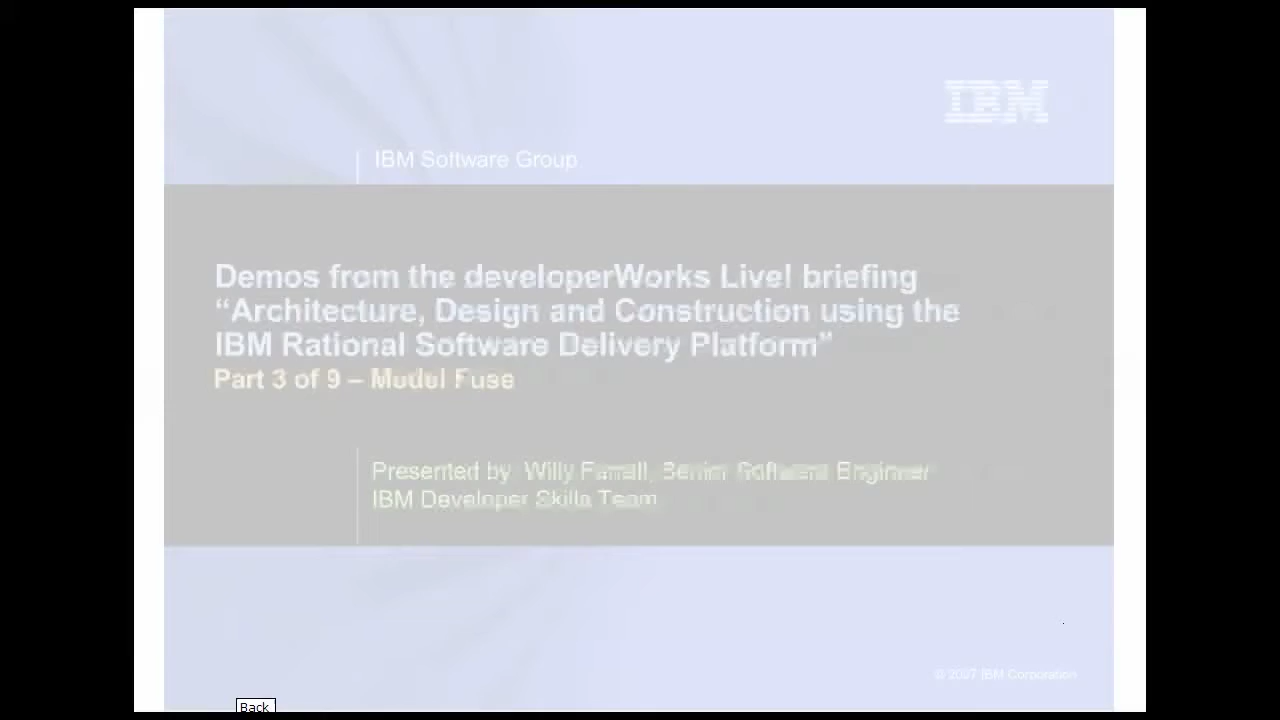 IBM
IBM Software Group
Demos from the developerWorks Live! briefing
“Architecture, Design and Construction using the
IBM Rational Software Delivery Platform”
Part 3 of 9 – Model Fuse
Presented by Willy Farrell, Senior Software Engineer
IBM Developer Skills Team
© 2007 IBM Corporation
Back